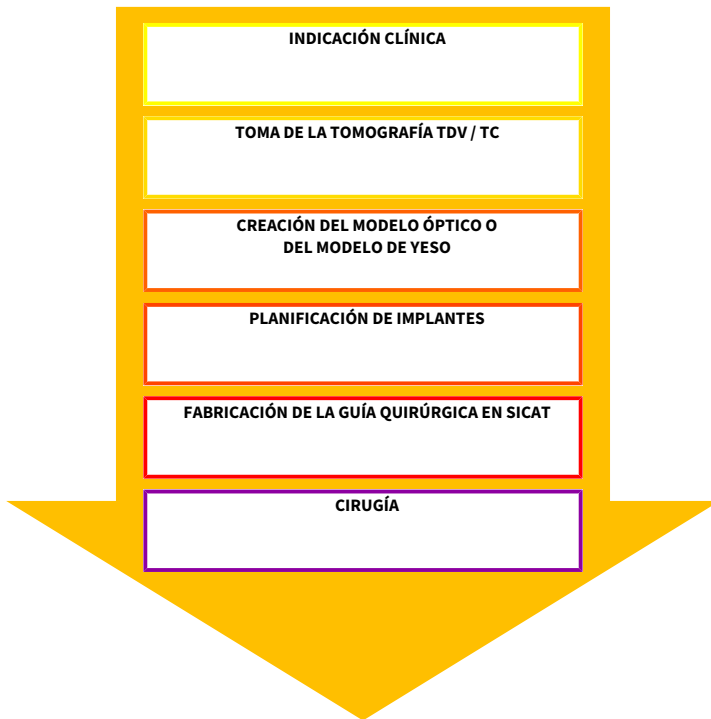 INDICACIÓN CLÍNICA
TOMA DE LA TOMOGRAFÍA TDV / TC
CREACIÓN DEL MODELO ÓPTICO O
DEL MODELO DE YESO
PLANIFICACIÓN DE IMPLANTES
FABRICACIÓN DE LA GUÍA QUIRÚRGICA EN SICAT
CIRUGÍA